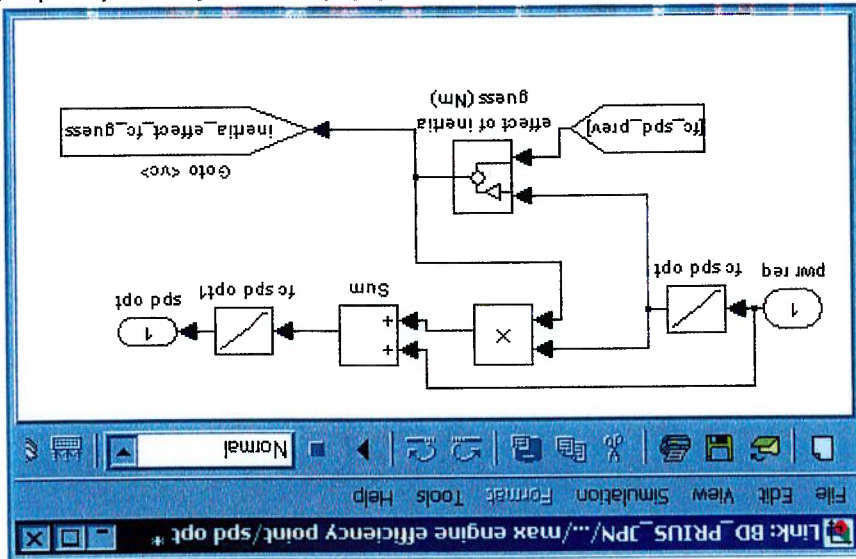 Link: BD_PRIUS_JPN/.../max engine efficiency point/spd opt *
File Edit View Simulation Format Tools Help
Normal
1
pwr req
fc spd opt
×
+
+
Sum
fc spd opt1
1
spd opt
[fc_spd_prev]
effect of inertia
guess (Nm)
Goto <vc>
inertia_effect_fc_guess